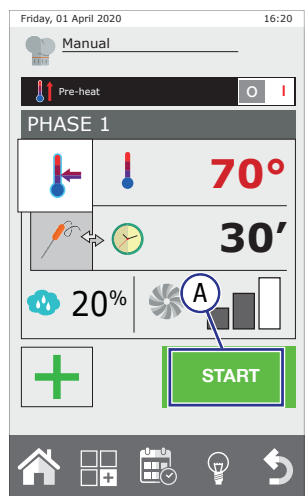 Friday, 01 April 2020 16:20
Manual
Pre-heat O I
PHASE 1
70°
30′
20%
A
START